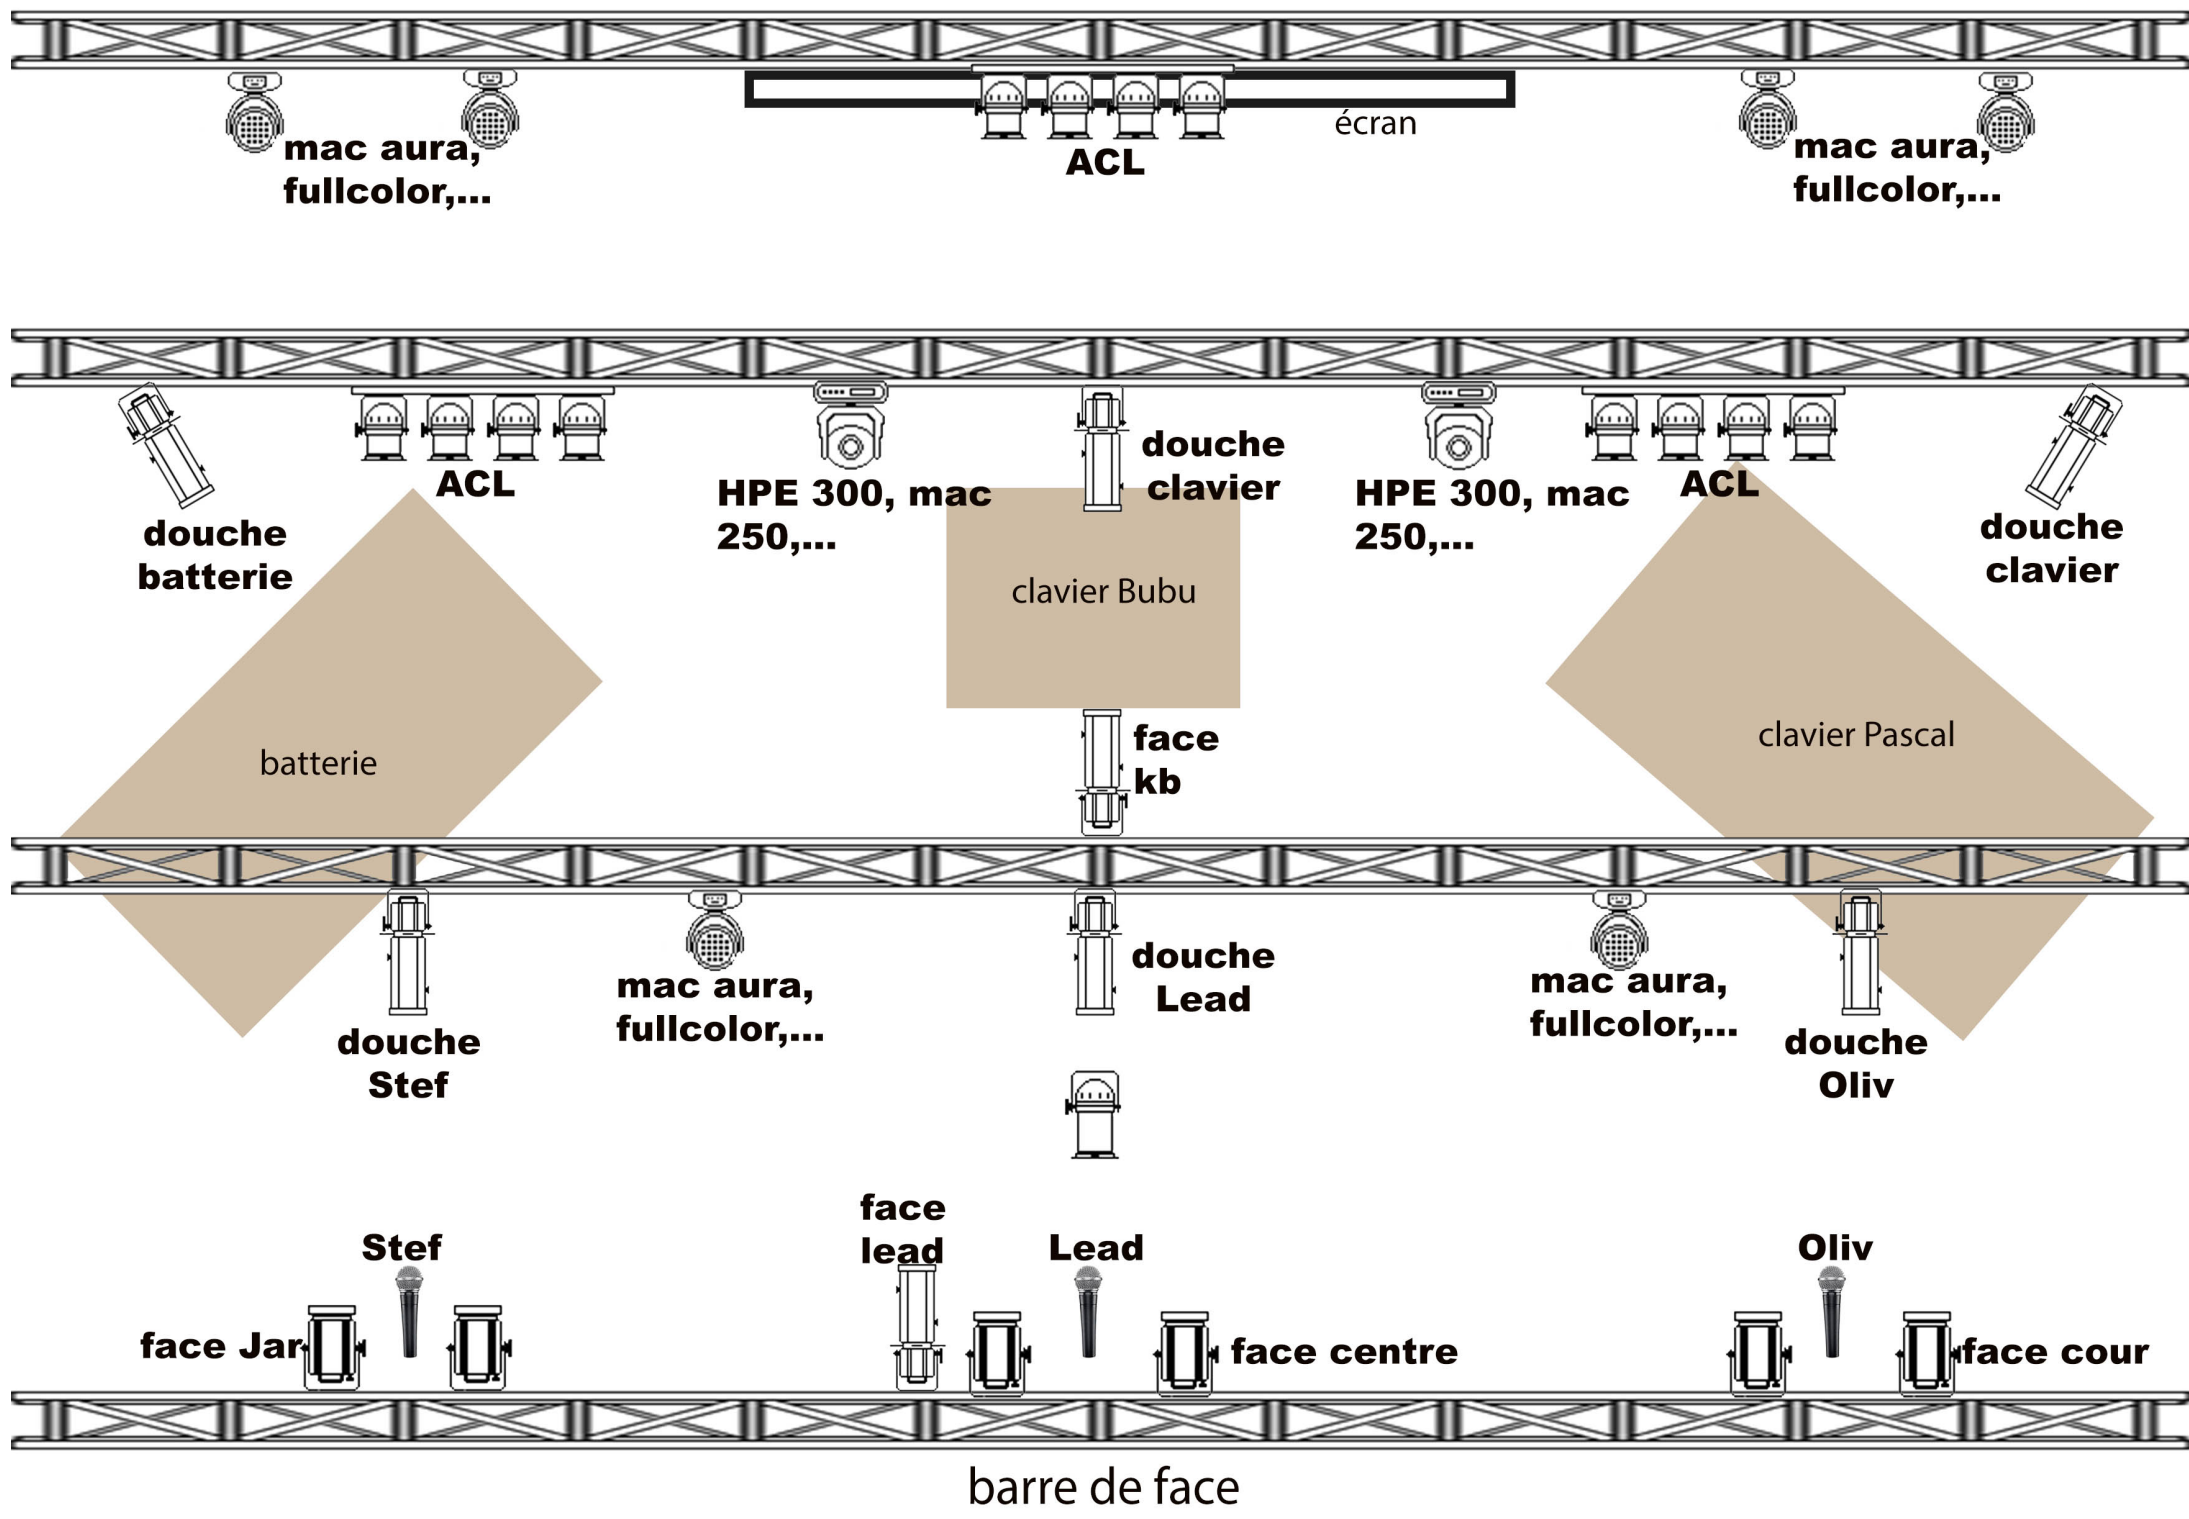 écran
mac aura,
fullcolor,...
ACL
mac aura,
fullcolor,...
douche
batterie
ACL
HPE 300, mac
250,...
douche
clavier
HPE 300, mac
250,...
ACL
douche
clavier
clavier Bubu
batterie
face
kb
clavier Pascal
douche
Stef
mac aura,
fullcolor,...
douche
Lead
mac aura,
fullcolor,...
douche
Oliv
face
lead
Stef
Lead
Oliv
face Jar
face centre
face cour
barre de face